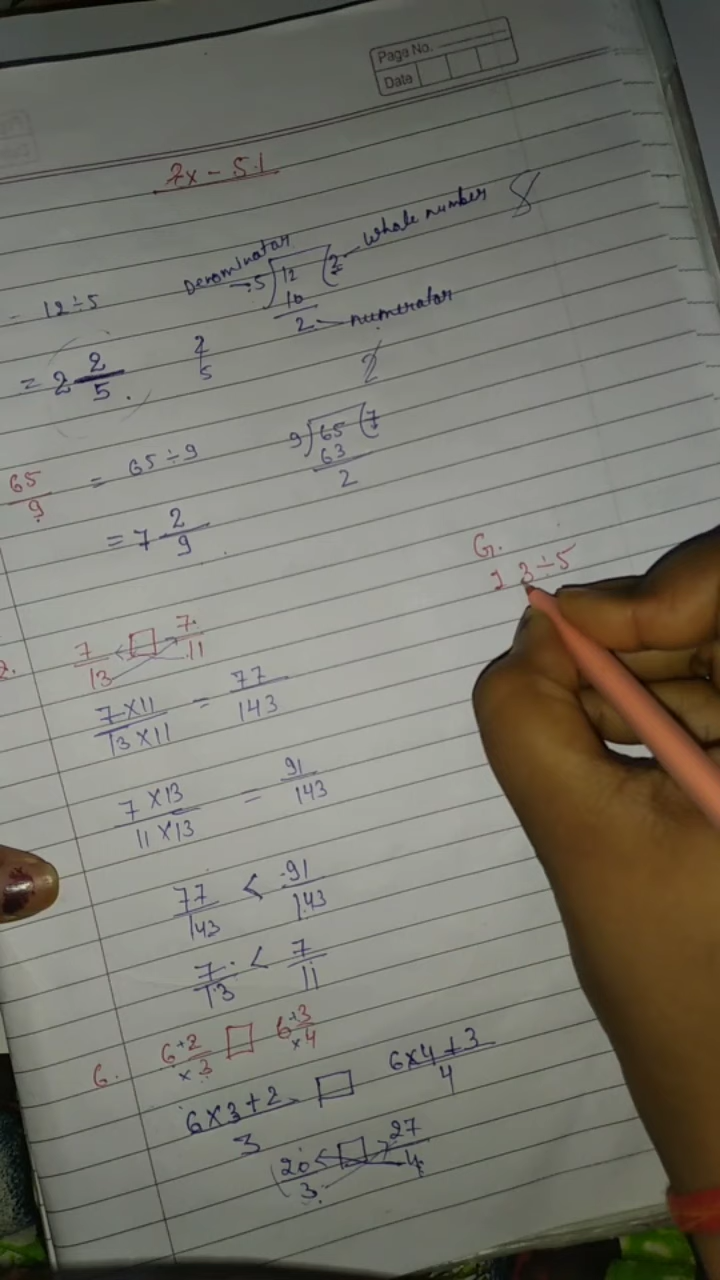 Page No.
Date
Ex - 5.1
= 12÷5
Denominator 5)12(2 whole number 8
10
2 numerator
= 2 2/5. 2/5 2
65/9 = 65÷9 9)65(7
63
2
= 7 2/9.
G.
1 3÷5
2. 7/13 □ 7/11
7×11/13×11 = 77/143
7×13/11×13 = 91/143
77/143 < 91/143
7/13 < 7/11
6. 6+2/×3 □ 6+3/×4
6×3+2/3 □ 6×4+3/4
20/3 □ 27/4